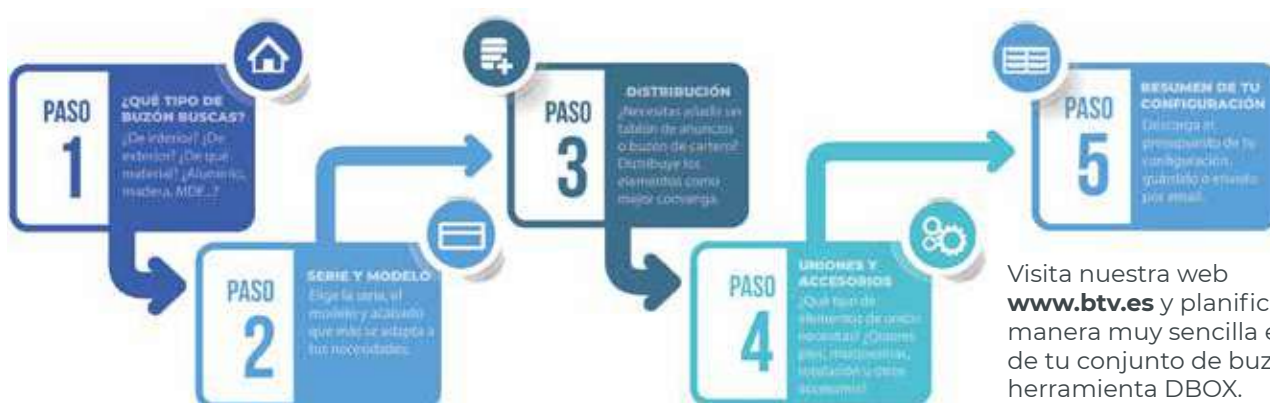 PASO
1
¿QUÉ TIPO DE
BUZÓN BUSCAS?
¿De interior? ¿De
exterior? ¿De qué
material? ¿Aluminio,
madera, MDF...?
PASO
2
SERIE Y MODELO
Elige la serie, el
modelo y acabado
que más se adapta a
tus necesidades.
PASO
3
DISTRIBUCIÓN
¿Necesitas añadir un
tablón de anuncios
o buzón de cartero?
Distribuye los
elementos como
mejor convenga.
PASO
4
UNIONES Y
ACCESORIOS
¿Qué tipo de
elementos de unión
necesitas? ¿Quieres
pies,
rotulación u otros
accesorios?
PASO
5
RESUMEN DE TU
CONFIGURACIÓN
Descarga el
presupuesto de tu
configuración,
guárdalo o envíalo
por email.
Visita nuestra web
www.btv.es y planific
manera muy sencilla e
de tu conjunto de buz
herramienta DBOX.